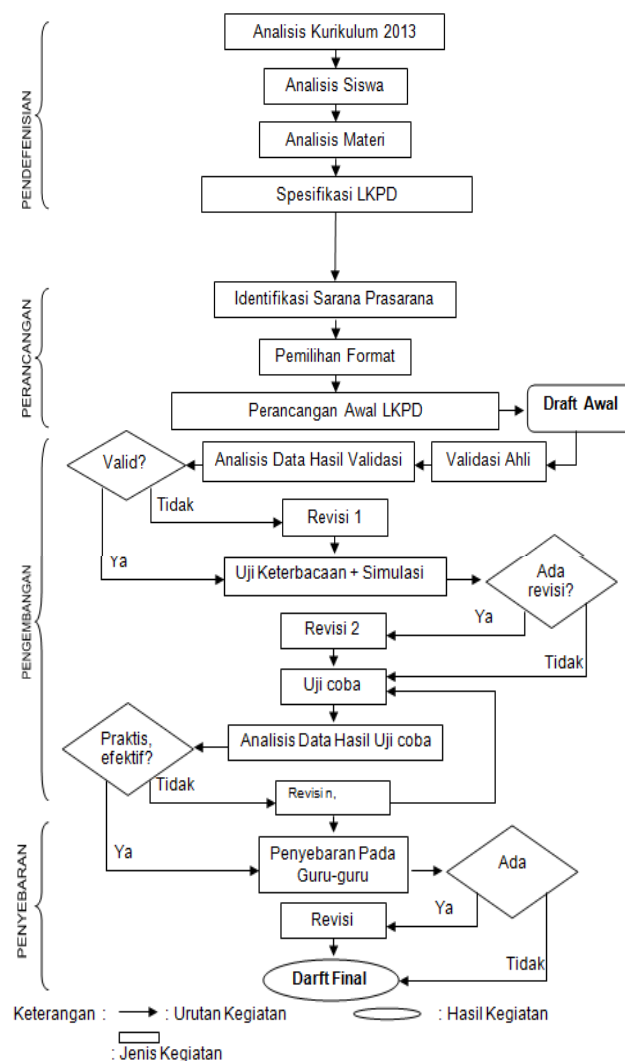 PENDEFENISIAN
Analisis Kurikulum 2013
Analisis Siswa
Analisis Materi
Spesifikasi LKPD
PERANCANGAN
Identifikasi Sarana Prasarana
Pemilihan Format
Perancangan Awal LKPD
Draft Awal
PENGEMBANGAN
Valid?
Analisis Data Hasil Validasi
Validasi Ahli
Tidak
Revisi 1
Ya
Uji Keterbacaan + Simulasi
Ada
revisi?
Revisi 2
Ya
Tidak
Uji coba
Praktis,
efektif?
Analisis Data Hasil Uji coba
Tidak
Revisi n,
PENYEBARAN
Ya
Penyebaran Pada
Guru-guru
Ada
Revisi
Ya
Tidak
Darft Final
Keterangan : : Urutan Kegiatan : Hasil Kegiatan
: Jenis Kegiatan